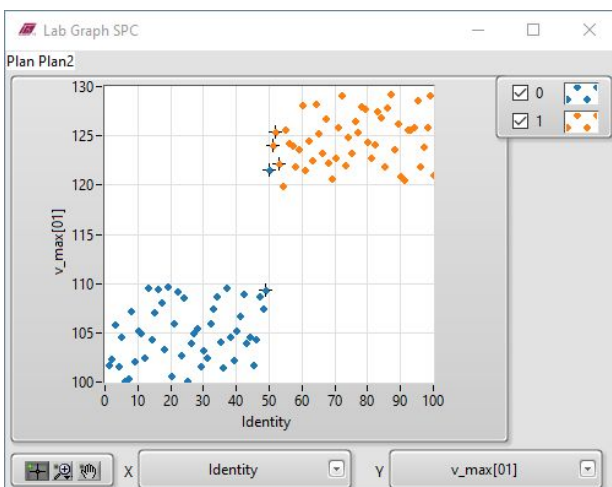 Lab Graph SPC
Plan Plan2
0
1
130
125
120
115
110
105
100
v_max[01]
0 10 20 30 40 50 60 70 80 90 100
Identity
X Identity Y v_max[01]